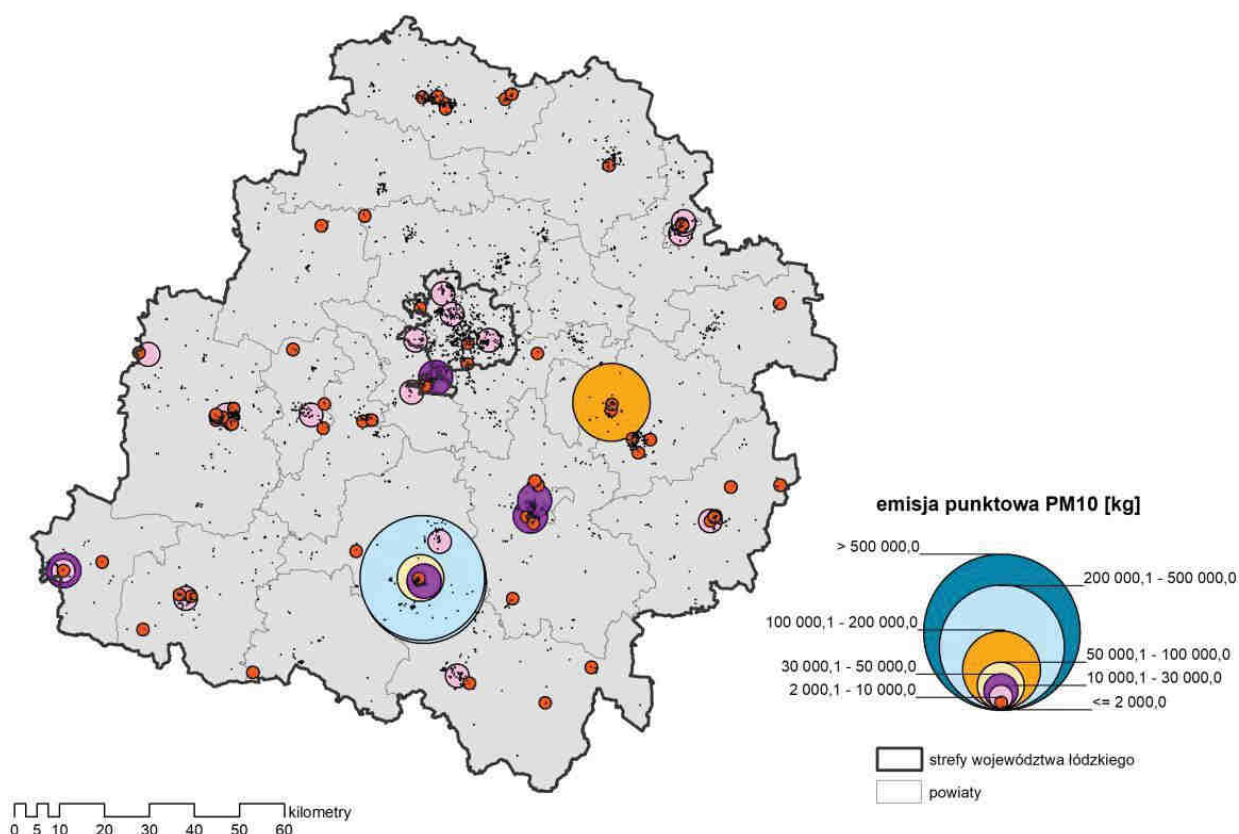 emisja punktowa PM10 [kg]
> 500 000,0
200 000,1 - 500 000,0
100 000,1 - 200 000,0
50 000,1 - 100 000,0
30 000,1 - 50 000,0
10 000,1 - 30 000,0
2 000,1 - 10 000,0
<= 2 000,0
strefy województwa łódzkiego
powiaty
kilometry
0 5 10 20 30 40 50 60